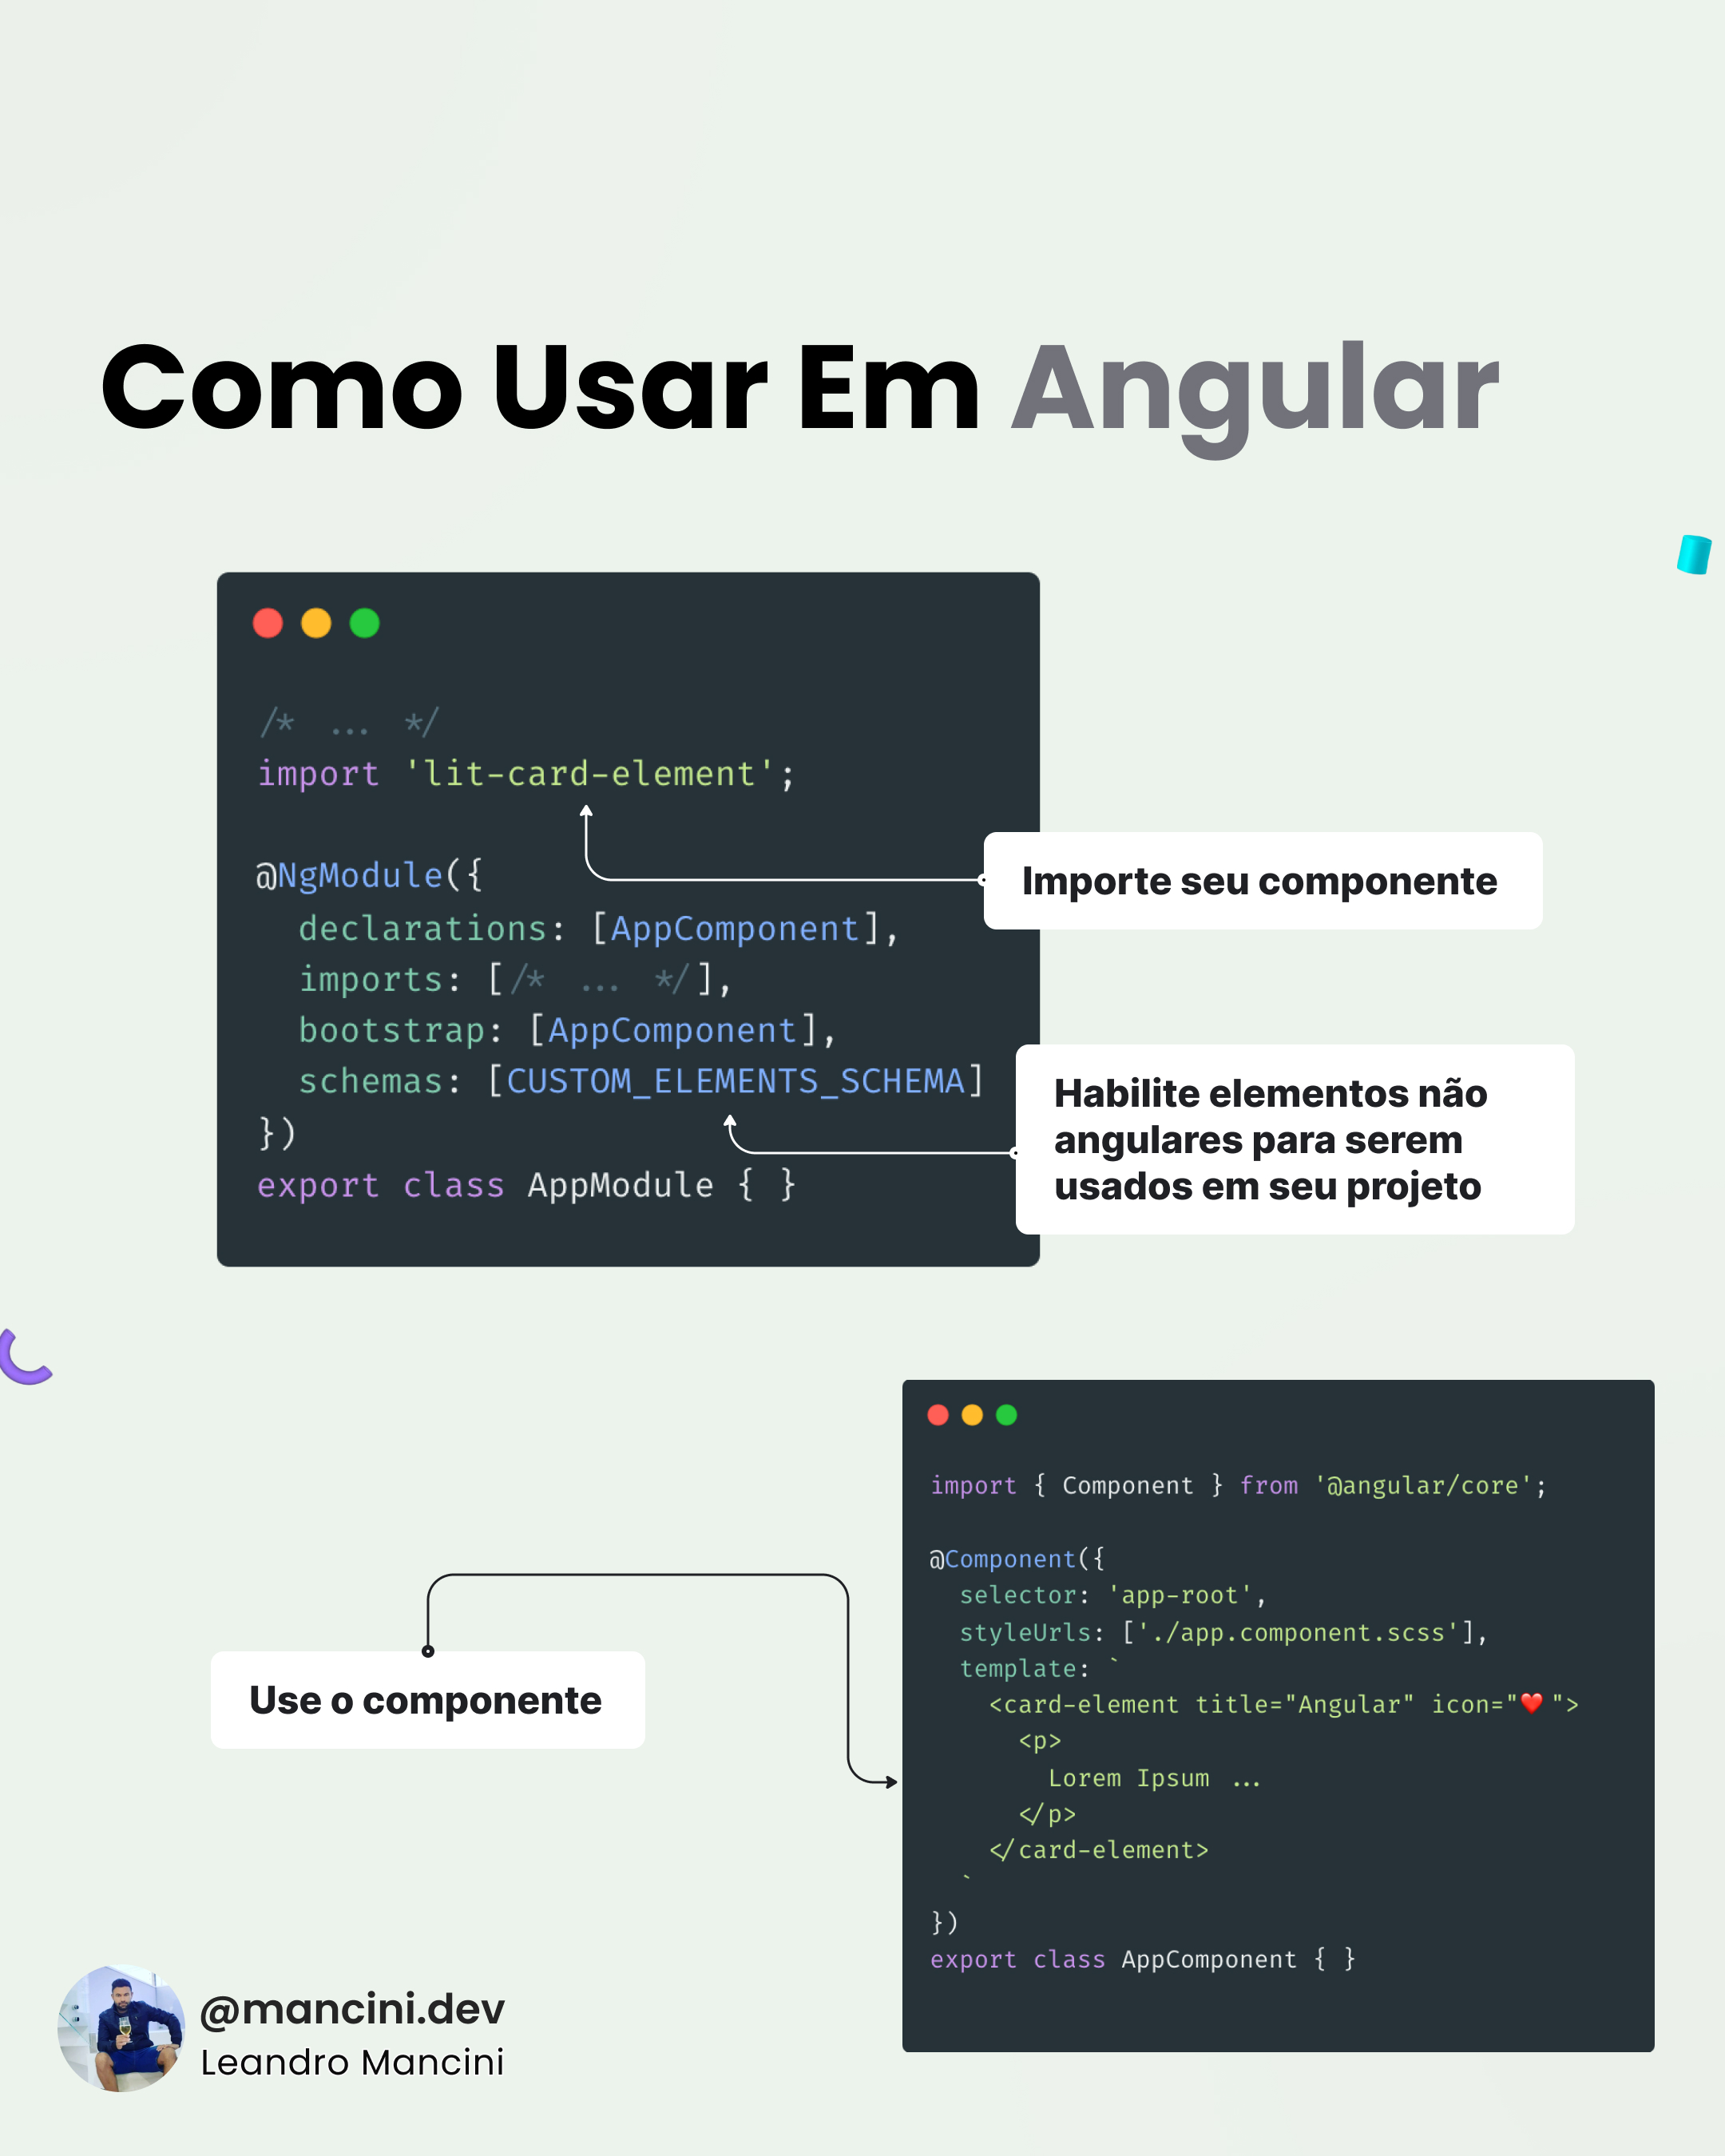 Como Usar Em Angular
/* ... */
import 'lit-card-element';
@NgModule({
declarations: [AppComponent],
imports: [/* ... */],
bootstrap: [AppComponent],
schemas: [CUSTOM_ELEMENTS_SCHEMA]
})
export class AppModule { }
Importe seu componente
Habilite elementos não
angulares para serem
usados em seu projeto
Use o componente
import { Component } from '@angular/core';
@Component({
selector: 'app-root',
styleUrls: ['./app.component.scss'],
template: `
<card-element title="Angular" icon="❤️">
<p>
Lorem Ipsum ...
</p>
</card-element>
`
})
export class AppComponent { }
@mancini.dev
Leandro Mancini